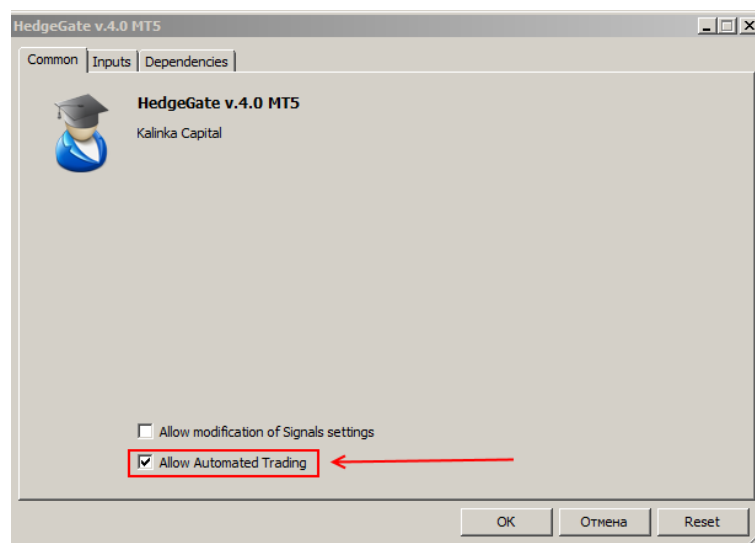 HedgeGate v.4.0 MT5
Common Inputs Dependencies
HedgeGate v.4.0 MT5
Kalinka Capital
Allow modification of Signals settings
Allow Automated Trading
OK Отмена Reset